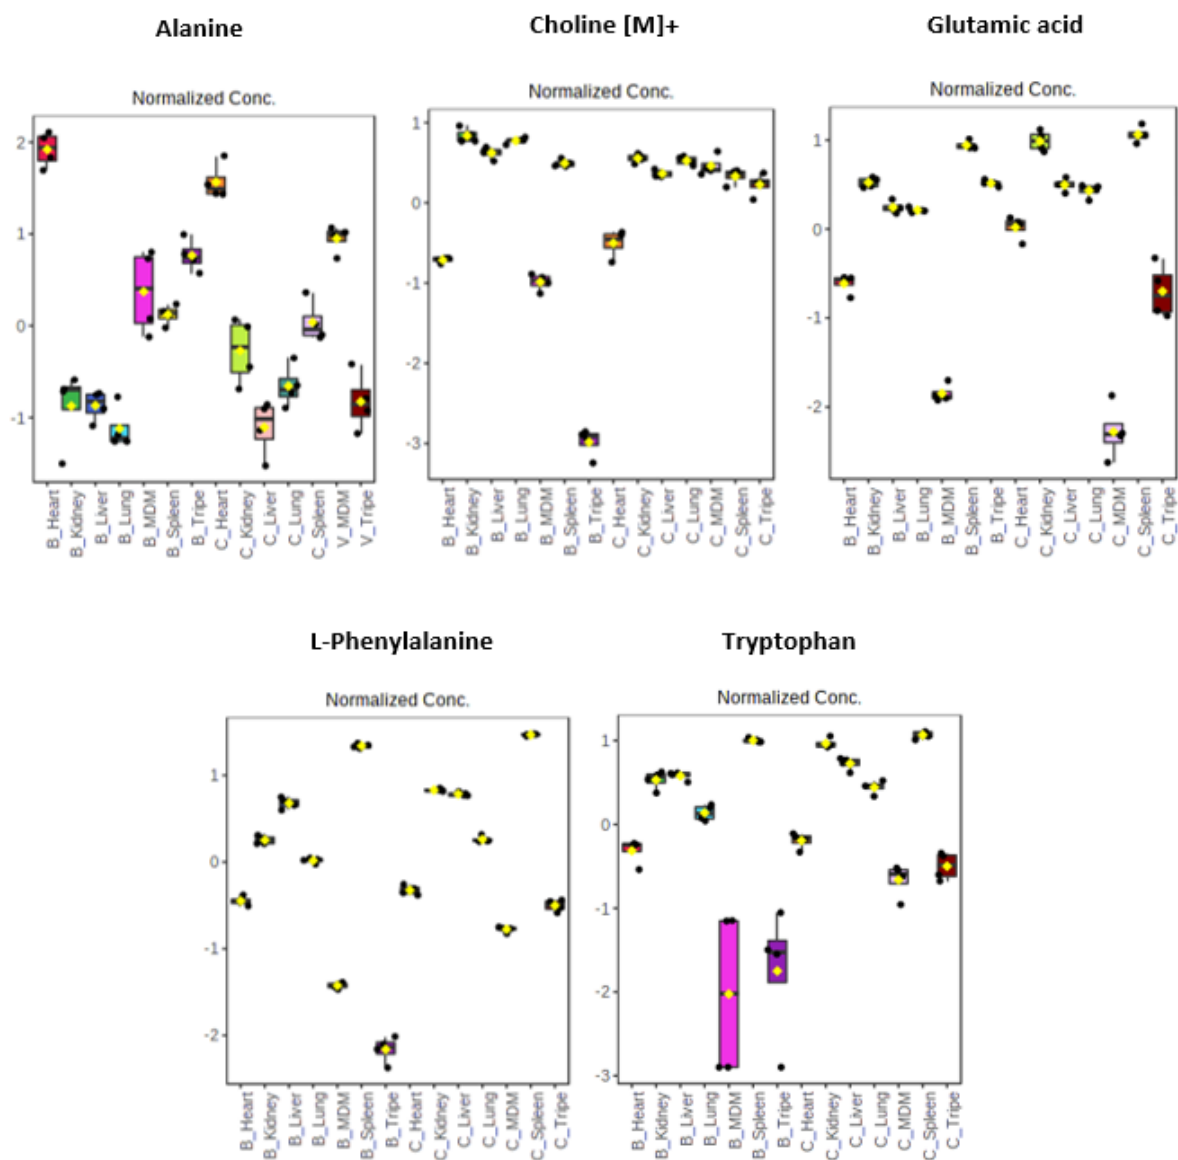 Alanine
Choline [M]+
Glutamic acid
Normalized Conc.
Normalized Conc.
Normalized Conc.
2
1
0
-1
B_Heart
B_Kidney
B_Liver
B_Lung
B_MDM
B_Spleen
B_Tripe
C_Heart
C_Kidney
C_Liver
C_Lung
C_Spleen
V_MDM
V_Tripe
1
0
-1
-2
-3
B_Heart
B_Kidney
B_Liver
B_Lung
B_MDM
B_Spleen
B_Tripe
C_Heart
C_Kidney
C_Liver
C_Lung
C_MDM
C_Spleen
C_Tripe
1
0
-1
-2
B_Heart
B_Kidney
B_Liver
B_Lung
B_MDM
B_Spleen
B_Tripe
C_Heart
C_Kidney
C_Liver
C_Lung
C_MDM
C_Spleen
C_Tripe
L-Phenylalanine
Tryptophan
Normalized Conc.
Normalized Conc.
1
0
-1
-2
B_Heart
B_Kidney
B_Liver
B_Lung
B_MDM
B_Spleen
B_Tripe
C_Heart
C_Kidney
C_Liver
C_Lung
C_MDM
C_Spleen
C_Tripe
1
0
-1
-2
-3
B_Heart
B_Kidney
B_Liver
B_Lung
B_MDM
B_Spleen
B_Tripe
C_Heart
C_Kidney
C_Liver
C_Lung
C_MDM
C_Spleen
C_Tripe